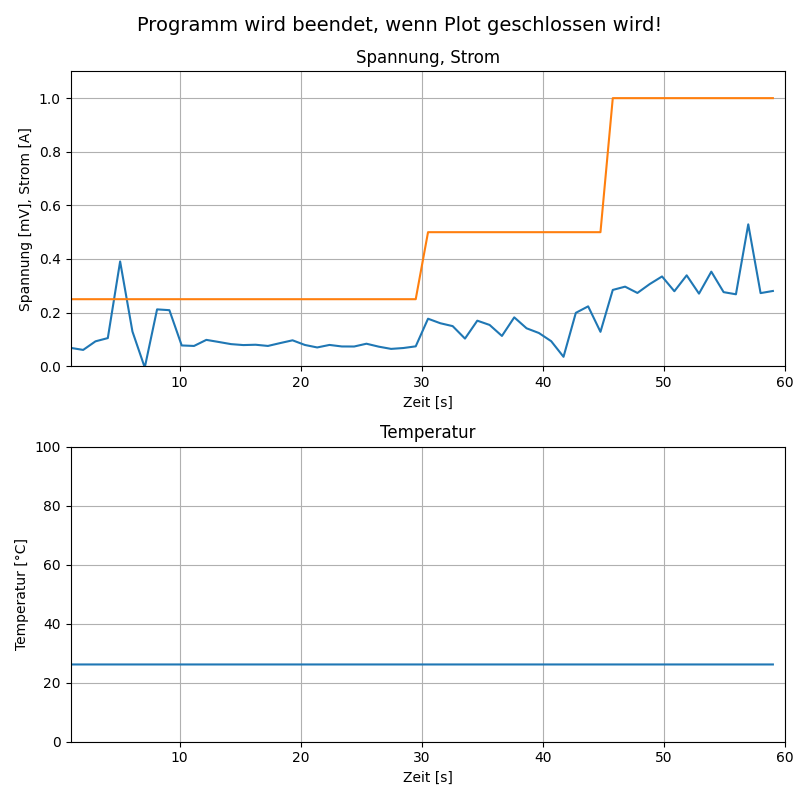 Programm wird beendet, wenn Plot geschlossen wird!
Spannung, Strom
Spannung [mV], Strom [A]
1.0
0.8
0.6
0.4
0.2
0.0
10 20 30 40 50 60
Zeit [s]
Temperatur
Temperatur [°C]
100
80
60
40
20
0
10 20 30 40 50 60
Zeit [s]